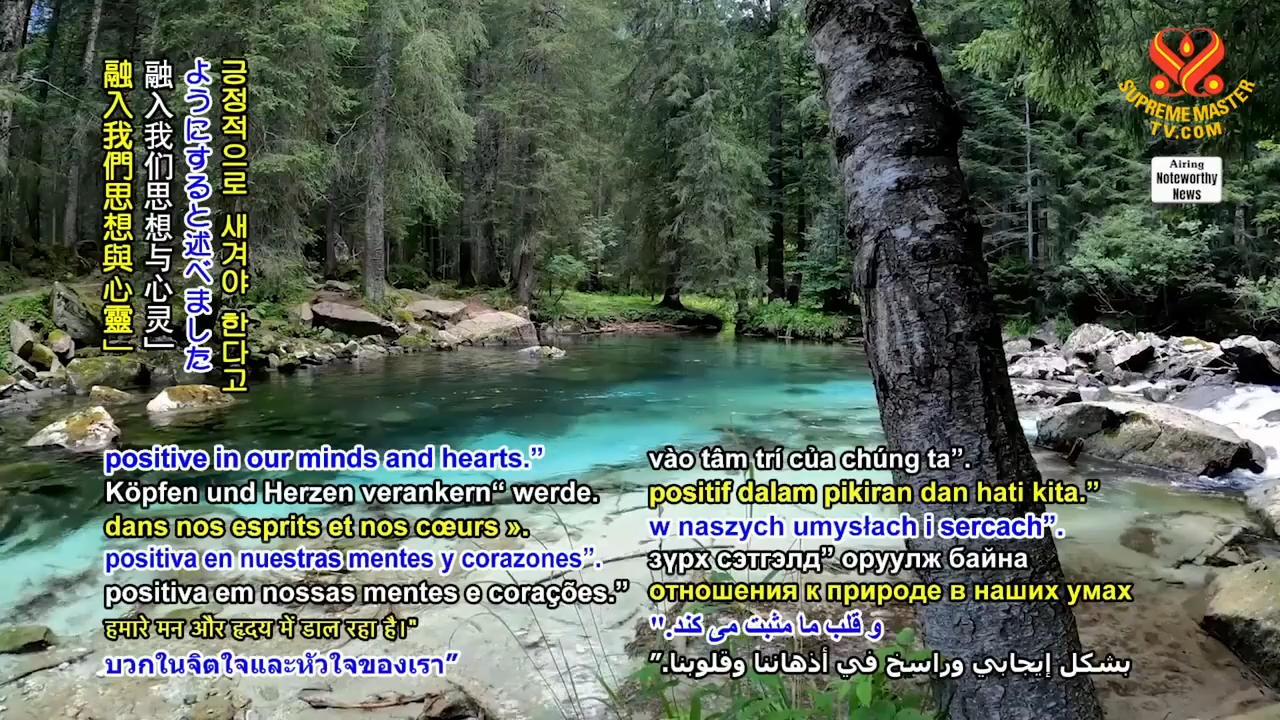 融入我們思想與心靈」
融入我们思想与心灵」
ようにすると述べました
긍정적으로 새겨야 한다고
SUPREME MASTER
TV.COM
Airing
Noteworthy
News
positive in our minds and hearts.”
Köpfen und Herzen verankern“ werde.
dans nos esprits et nos cœurs ».
positiva en nuestras mentes y corazones”.
positiva em nossas mentes e corações.”
हमारे मन और हृदय में डाल रहा है।"
บวกในจิตใจและหัวใจของเรา”
vào tâm trí của chúng ta”.
positif dalam pikiran dan hati kita.”
w naszych umysłach i sercach”.
зүрх сэтгэлд” оруулж байна
отношения к природе в наших умах
و قلب ما مثبت می کند."
بشكل إيجابي وراسخ في أذهاننا وقلوبنا.”